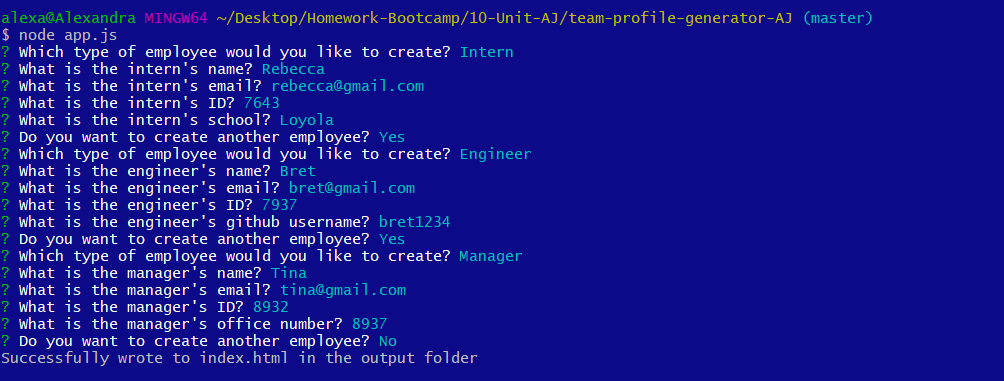 alexa@Alexandra MINGW64 ~/Desktop/Homework-Bootcamp/10-Unit-AJ/team-profile-generator-AJ (master)
$ node app.js
? Which type of employee would you like to create? Intern
? What is the intern's name? Rebecca
? What is the intern's email? rebecca@gmail.com
? What is the intern's ID? 7643
? What is the intern's school? Loyola
? Do you want to create another employee? Yes
? Which type of employee would you like to create? Engineer
? What is the engineer's name? Bret
? What is the engineer's email? bret@gmail.com
? What is the engineer's ID? 7937
? What is the engineer's github username? bret1234
? Do you want to create another employee? Yes
? Which type of employee would you like to create? Manager
? What is the manager's name? Tina
? What is the manager's email? tina@gmail.com
? What is the manager's ID? 8932
? What is the manager's office number? 8937
? Do you want to create another employee? No
Successfully wrote to index.html in the output folder